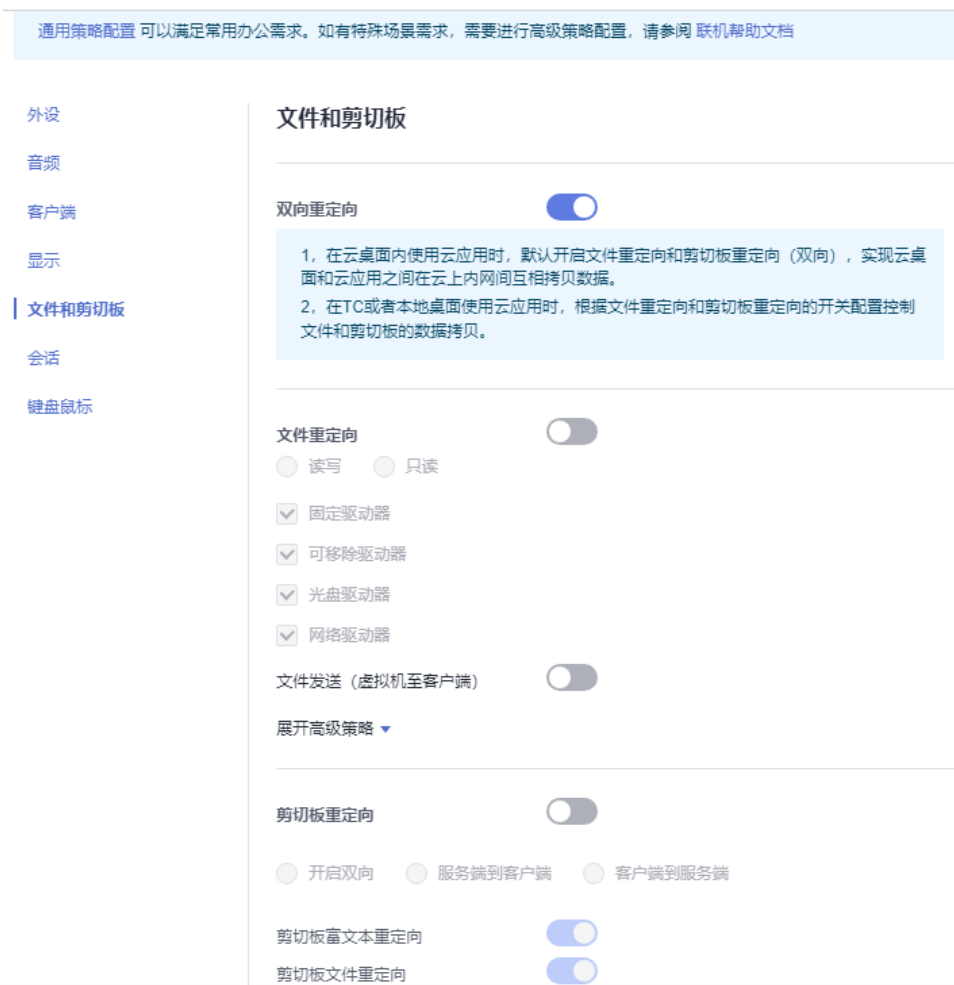 通用策略配置 可以满足常用办公需求。如有特殊场景需求，需要进行高级策略配置，请参阅 联机帮助文档
外设
音频
客户端
显示
文件和剪切板
会话
键盘鼠标
文件和剪切板
双向重定向
1，在云桌面内使用云应用时，默认开启文件重定向和剪切板重定向（双向），实现云桌
面和云应用之间在云上内网间互相拷贝数据。
2，在TC或者本地桌面使用云应用时，根据文件重定向和剪切板重定向的开关配置控制
文件和剪切板的数据拷贝。
文件重定向
读写 只读
固定驱动器
可移除驱动器
光盘驱动器
网络驱动器
文件发送（虚拟机至客户端）
展开高级策略
剪切板重定向
开启双向 服务端到客户端 客户端到服务端
剪切板富文本重定向
剪切板文件重定向